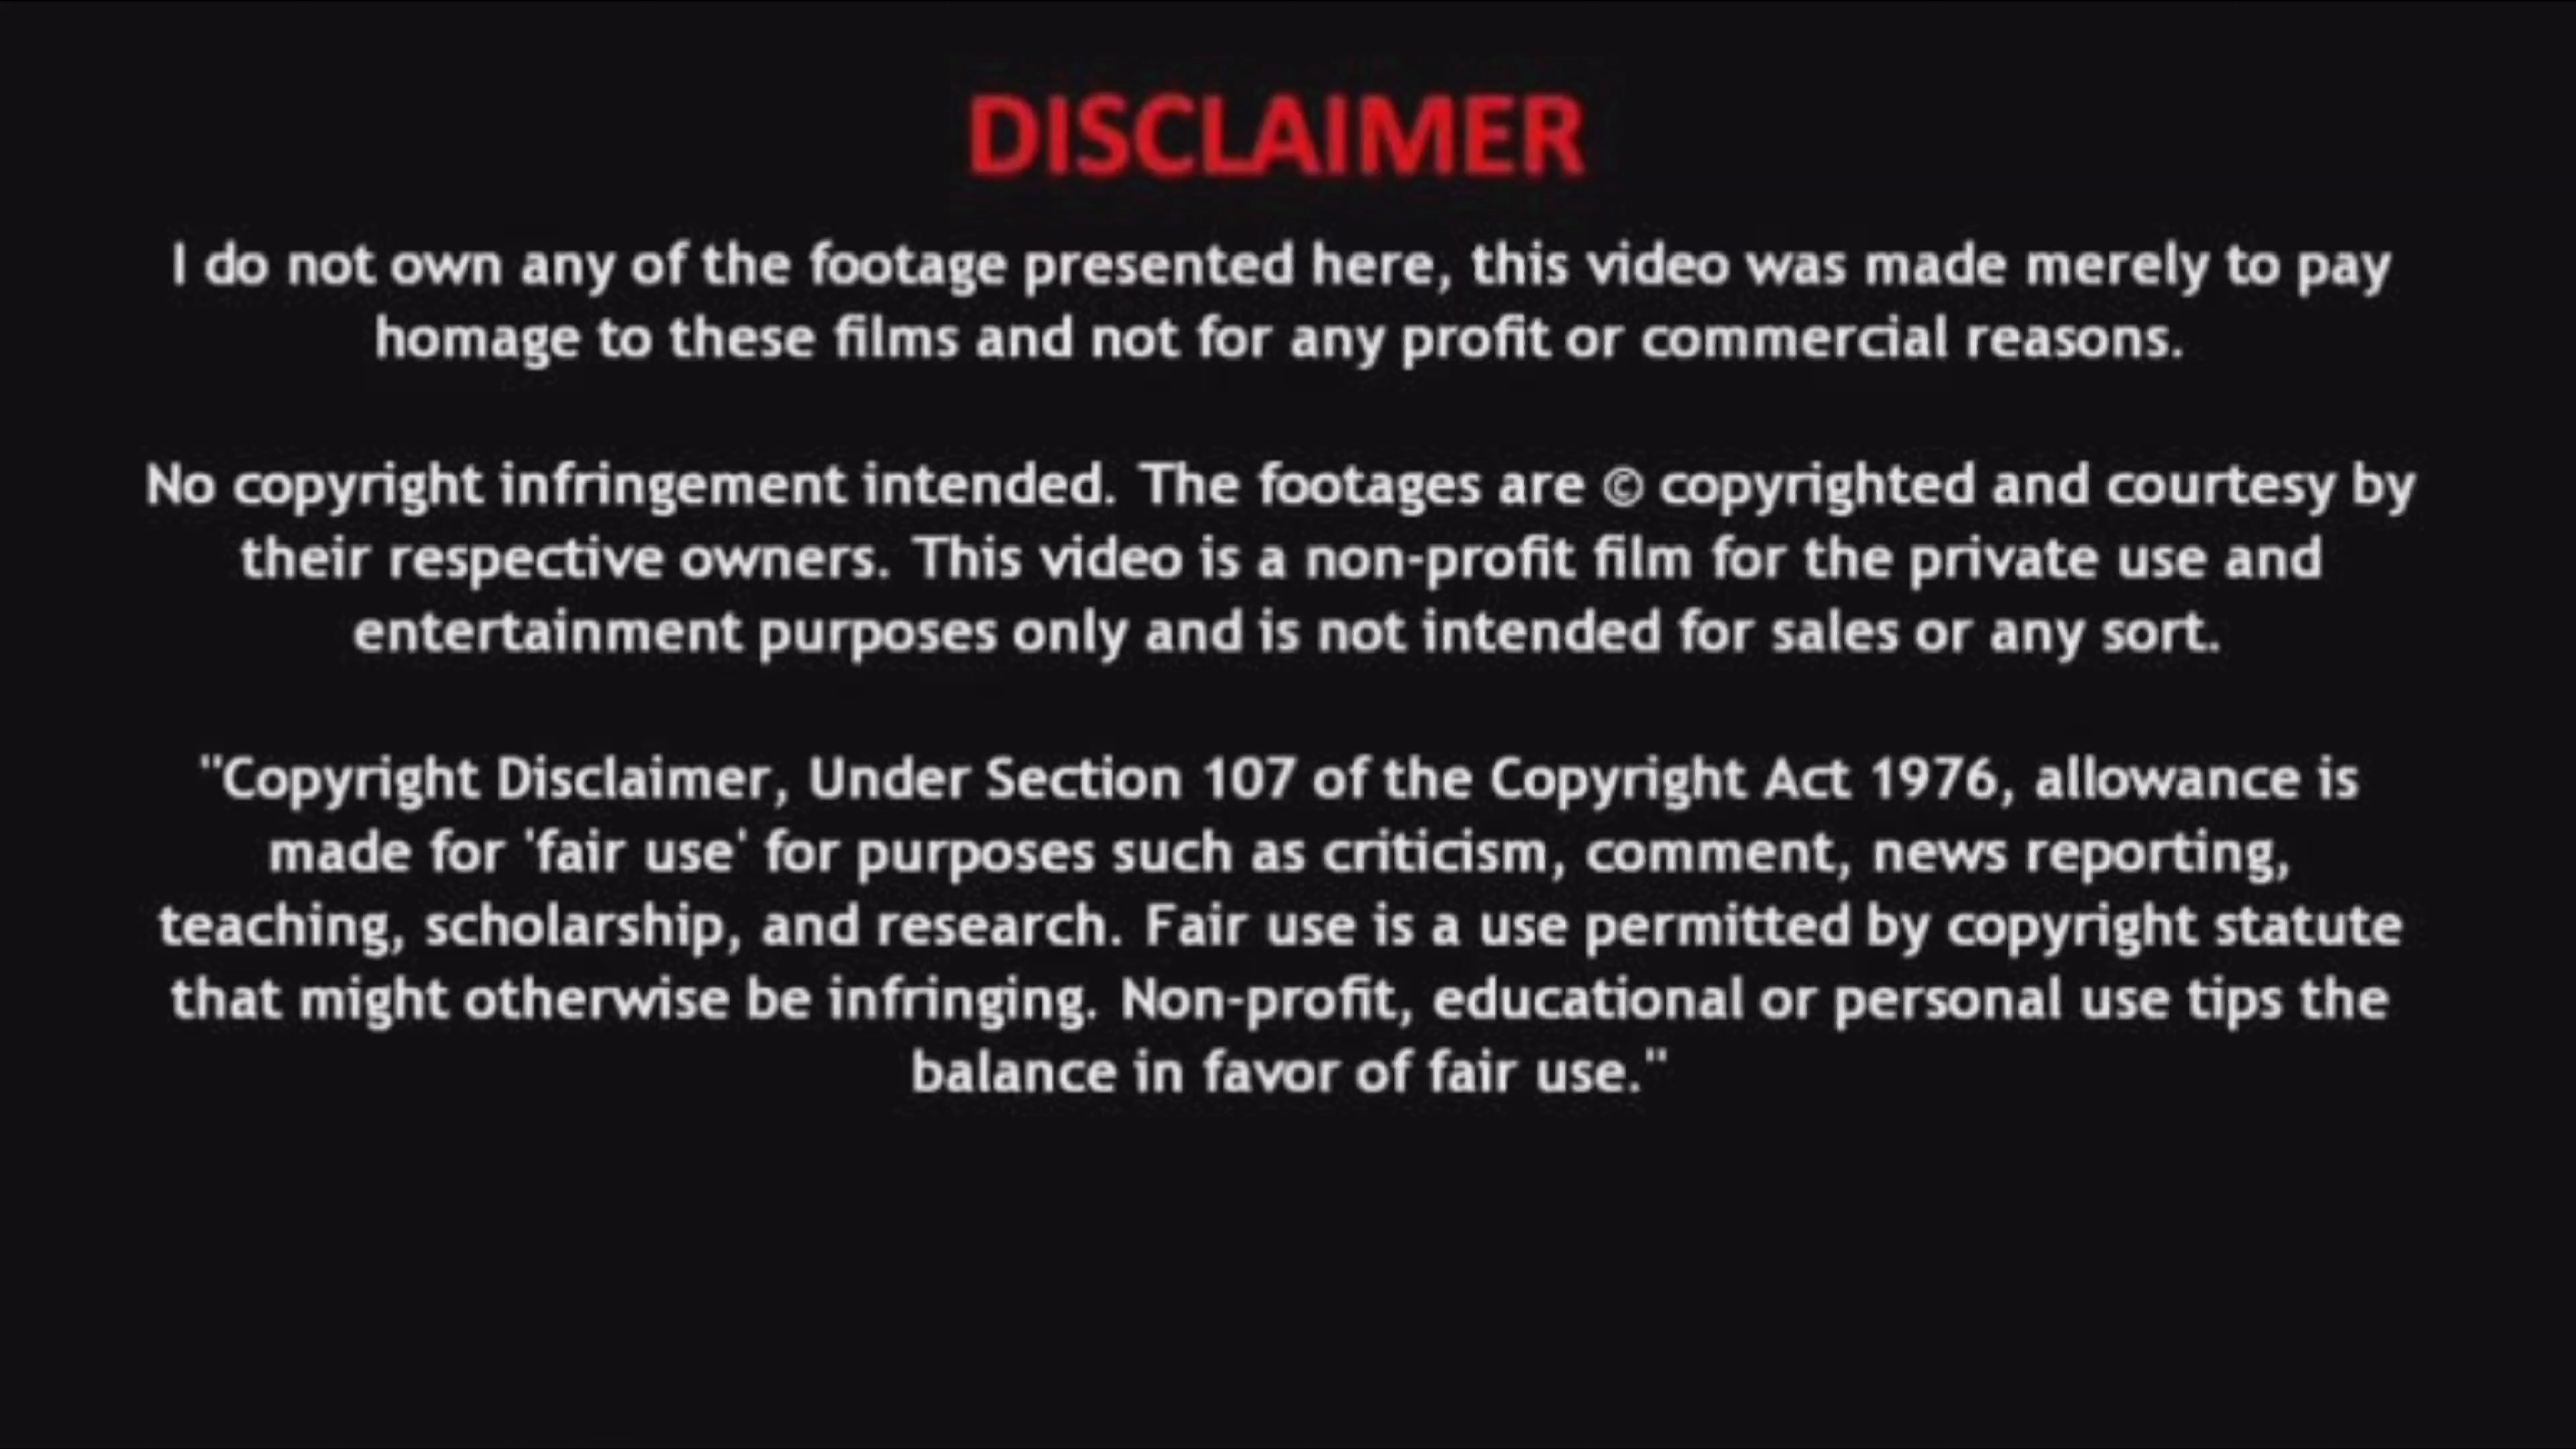 DISCLAIMER
I do not own any of the footage presented here, this video was made merely to pay
homage to these films and not for any profit or commercial reasons.
No copyright infringement intended. The footages are © copyrighted and courtesy by
their respective owners. This video is a non-profit film for the private use and
entertainment purposes only and is not intended for sales or any sort.
"Copyright Disclaimer, Under Section 107 of the Copyright Act 1976, allowance is
made for 'fair use' for purposes such as criticism, comment, news reporting,
teaching, scholarship, and research. Fair use is a use permitted by copyright statute
that might otherwise be infringing. Non-profit, educational or personal use tips the
balance in favor of fair use."